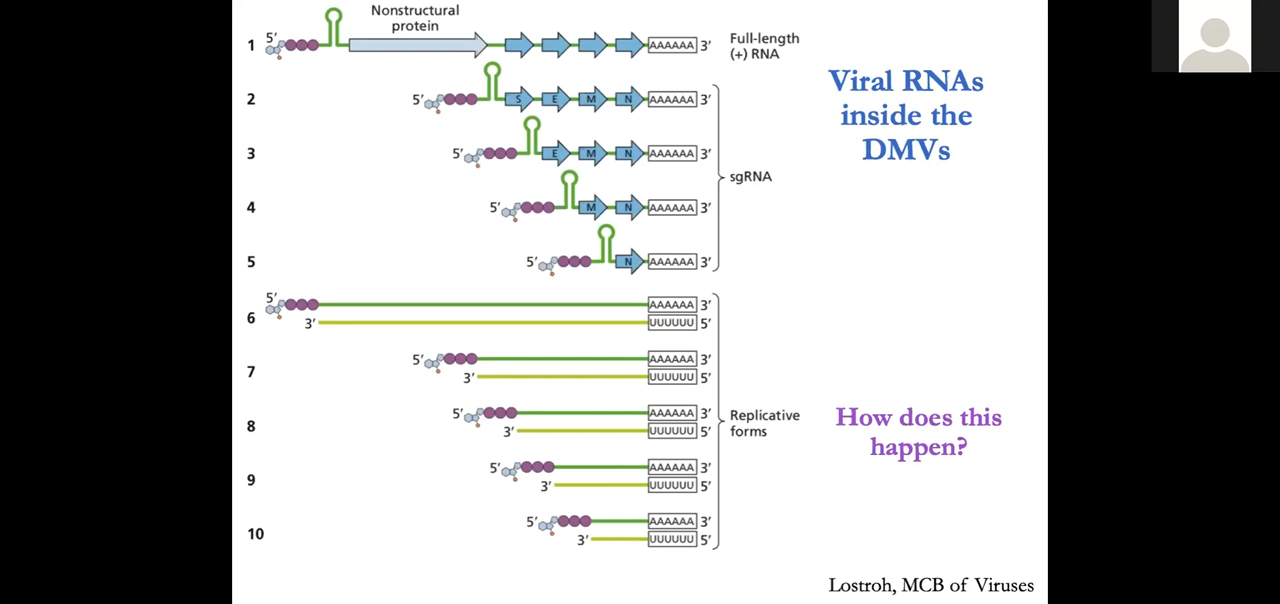 Nonstructural
protein
1 5′ AAAAAA 3′ Full-length
(+) RNA
Viral RNAs
inside the
DMVs
2 5′ S E M N AAAAAA 3′
3 5′ E M N AAAAAA 3′
sgRNA
4 5′ M N AAAAAA 3′
5 5′ N AAAAAA 3′
5′ AAAAAA 3′
6 3′ UUUUUU 5′
5′ AAAAAA 3′
7 3′ UUUUUU 5′
5′ AAAAAA 3′
8 3′ UUUUUU 5′
Replicative
forms
How does this
happen?
5′ AAAAAA 3′
9 3′ UUUUUU 5′
5′ AAAAAA 3′
10 3′ UUUUUU 5′
Lostroh, MCB of Viruses